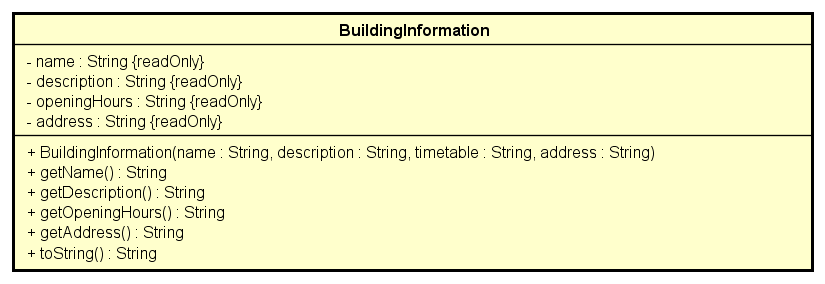 BuildingInformation
- name : String {readOnly}
- description : String {readOnly}
- openingHours : String {readOnly}
- address : String {readOnly}
+ BuildingInformation(name : String, description : String, timetable : String, address : String)
+ getName() : String
+ getDescription() : String
+ getOpeningHours() : String
+ getAddress() : String
+ toString() : String